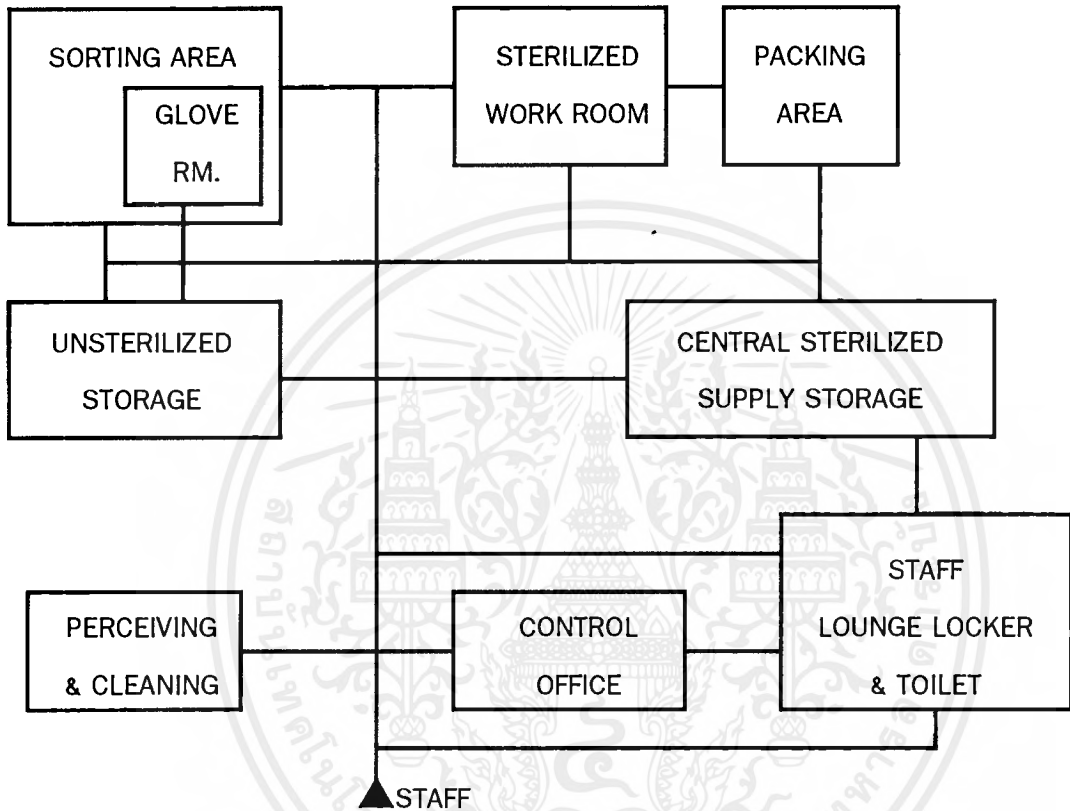 SORTING AREA
GLOVE
RM.
STERILIZED
WORK ROOM
PACKING
AREA
UNSTERILIZED
STORAGE
CENTRAL STERILIZED
SUPPLY STORAGE
PERCEIVING
& CLEANING
CONTROL
OFFICE
STAFF
LOUNGE LOCKER
& TOILET
STAFF